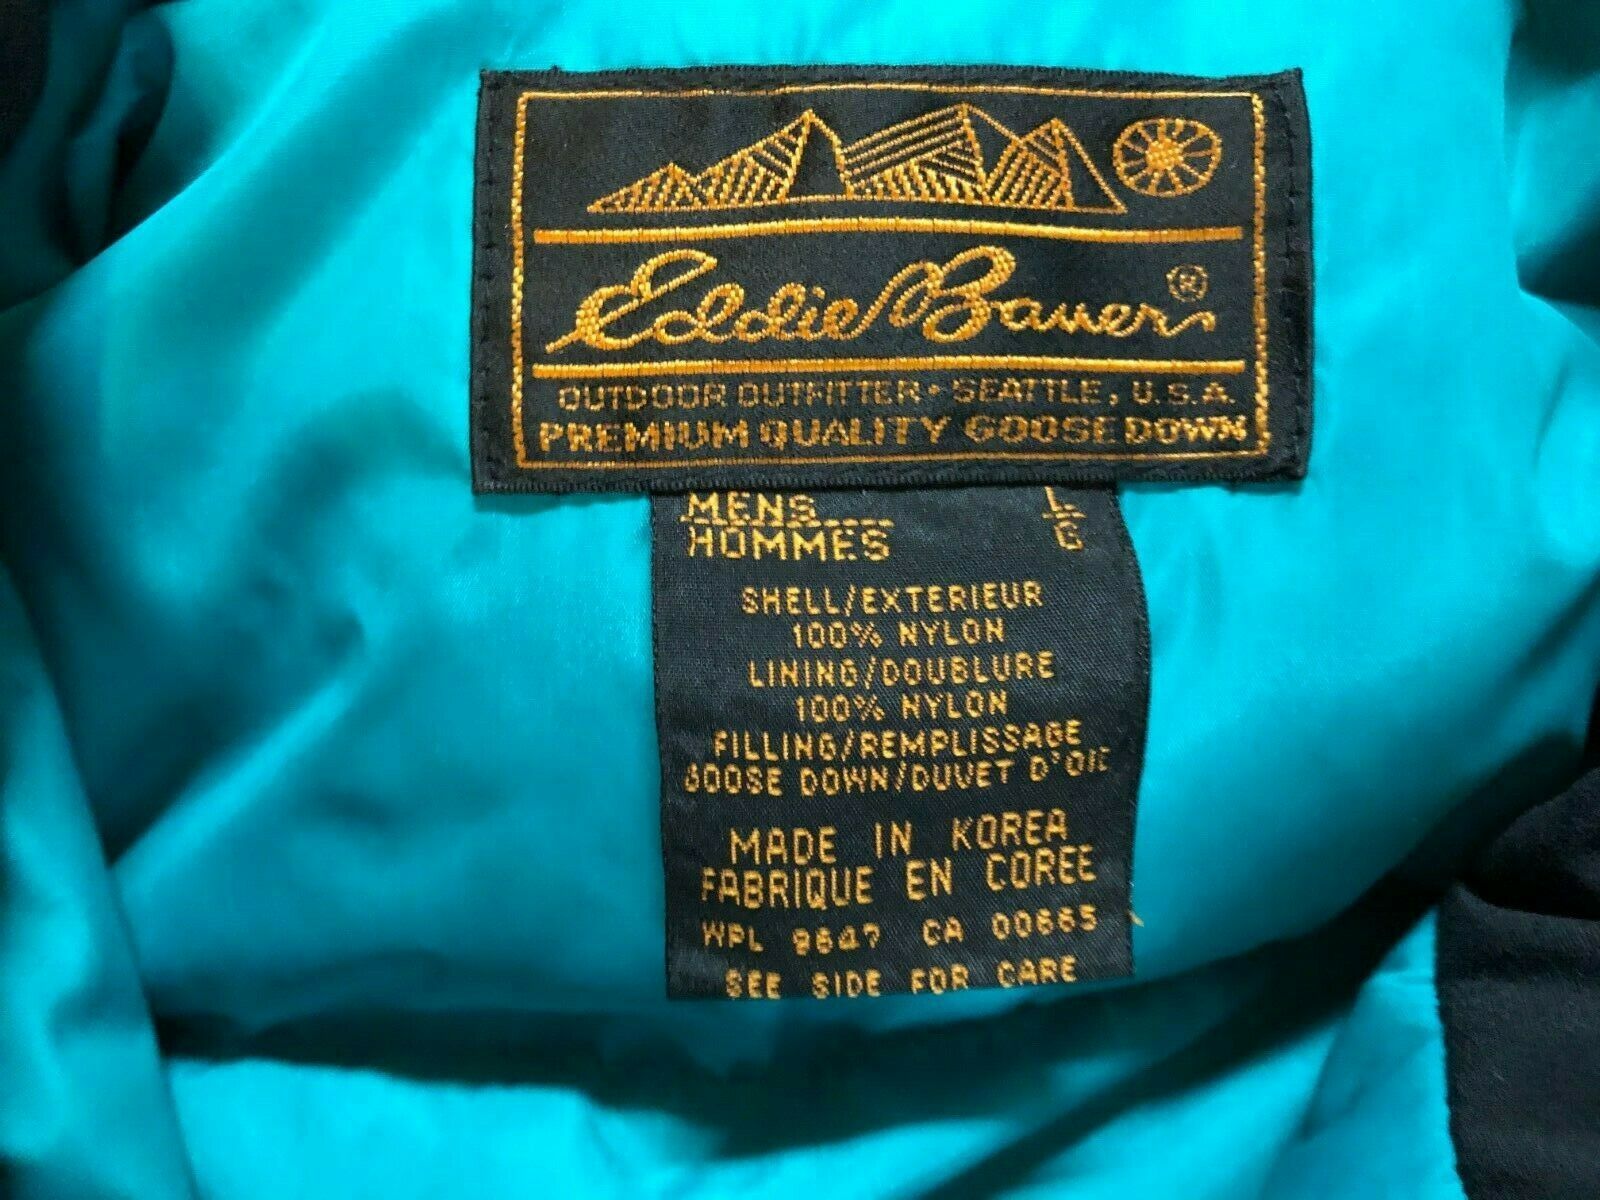 Eddie Bauer ®
OUTDOOR OUTFITTER • SEATTLE, U.S.A.
PREMIUM QUALITY GOOSE DOWN
MENS L
HOMMES G
SHELL/EXTERIEUR
100% NYLON
LINING/DOUBLURE
100% NYLON
FILLING/REMPLISSAGE
GOOSE DOWN/DUVET D'OIE
MADE IN KOREA
FABRIQUE EN COREE
WPL 9647 CA 00665
SEE SIDE FOR CARE